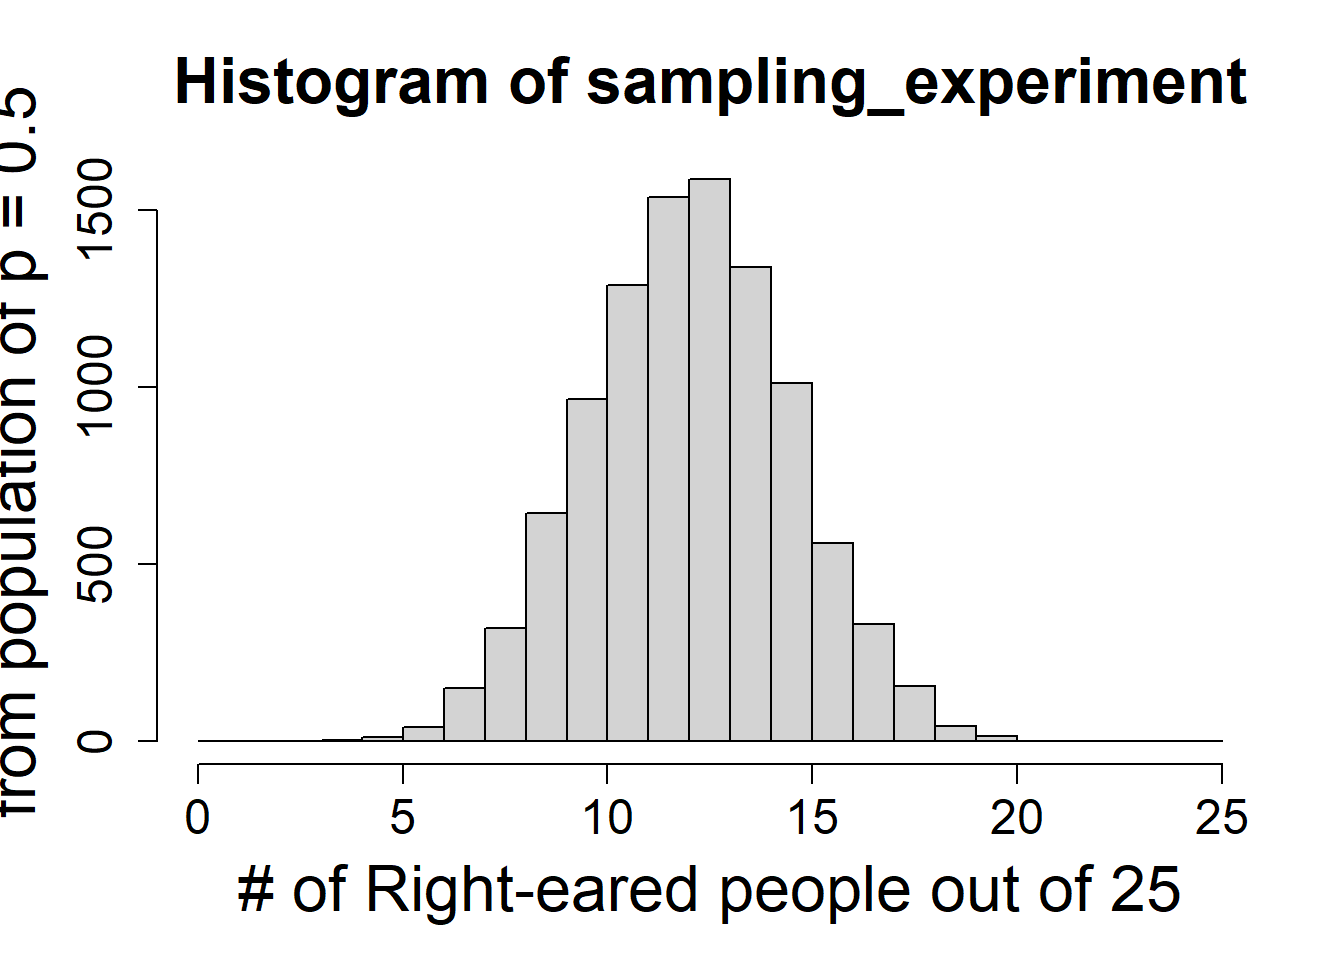 Histogram of sampling_experiment
from population of p = 0.5
1500
1000
500
0
0 5 10 15 20 25
# of Right-eared people out of 25